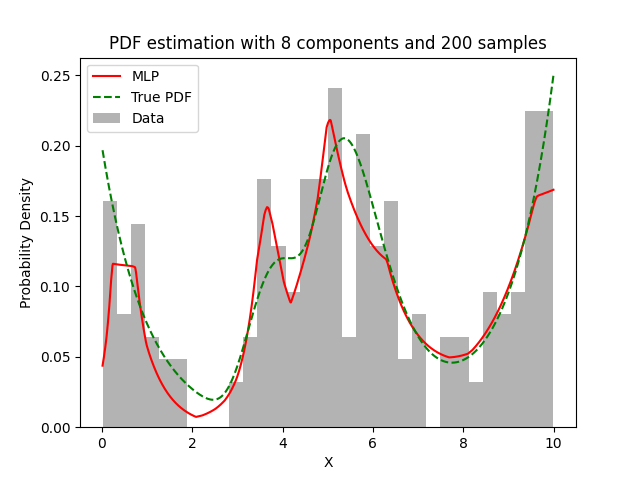 PDF estimation with 8 components and 200 samples
MLP
True PDF
Data
Probability Density
0.25
0.20
0.15
0.10
0.05
0.00
0 2 4 6 8 10
X